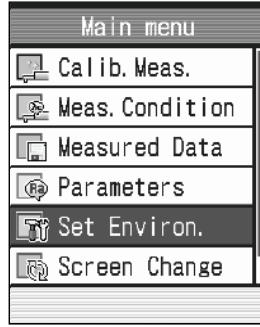 Main menu
Calib. Meas.
Meas. Condition
Measured Data
Parameters
Set Environ.
Screen Change